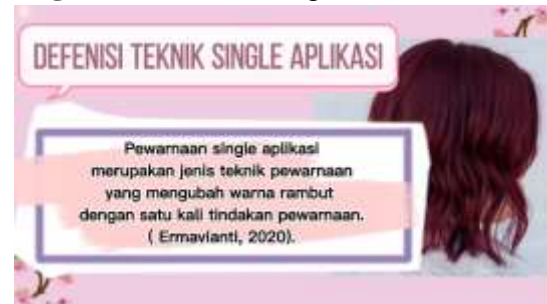 DEFENISI TEKNIK SINGLE APLIKASI
Pewarnaan single aplikasi
merupakan jenis teknik pewarnaan
yang mengubah warna rambut
dengan satu kali tindakan pewarnaan.
( Ermavianti, 2020).